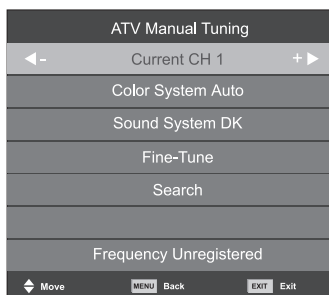 ATV Manual Tuning
- Current CH 1 +
Color System Auto
Sound System DK
Fine-Tune
Search
Frequency Unregistered
Move MENU Back EXIT Exit